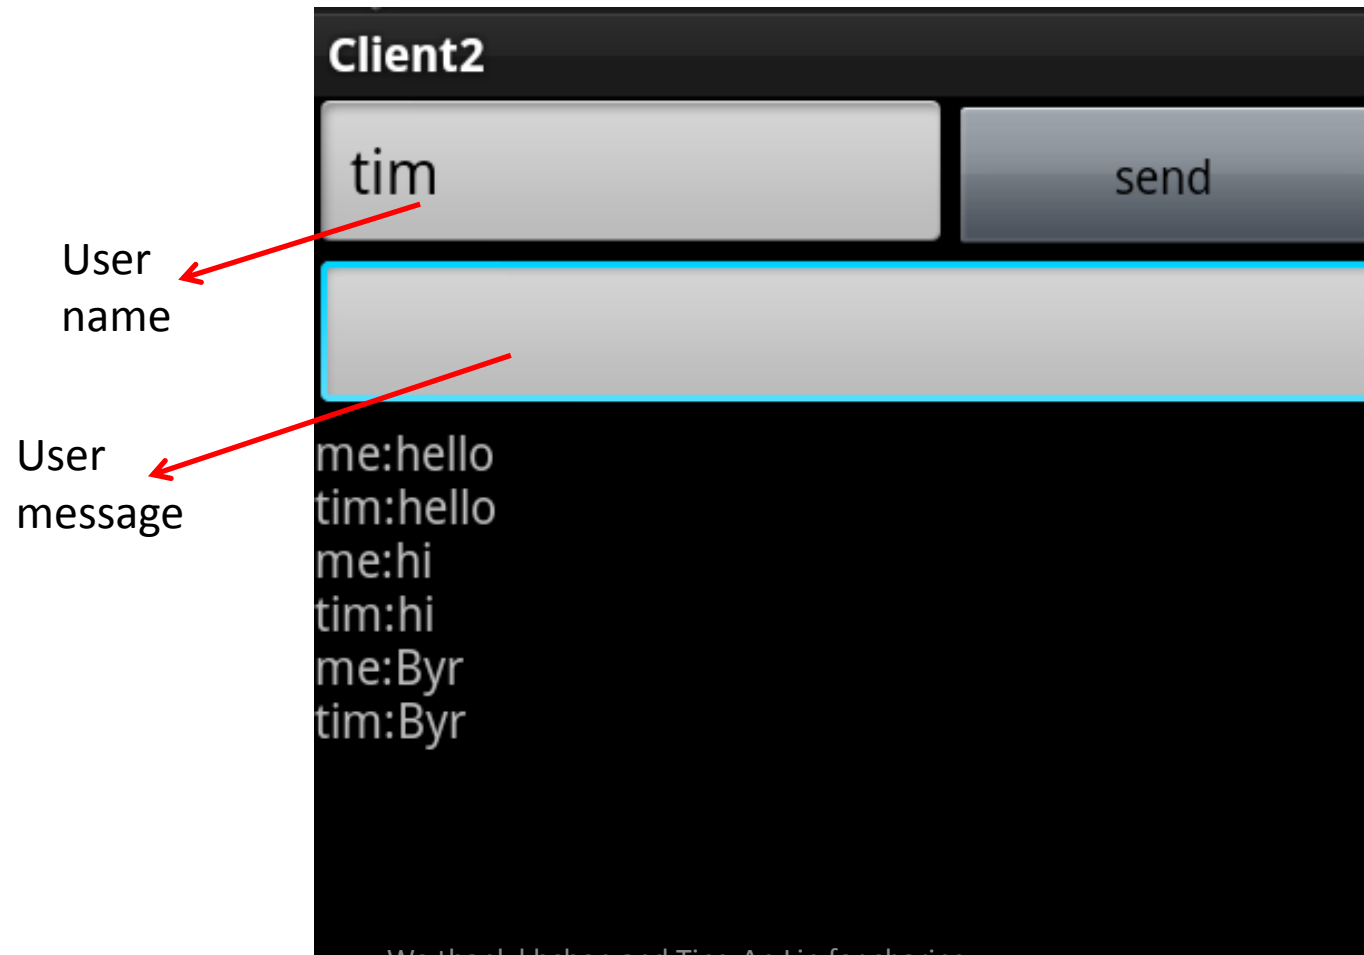 Client2
tim
send
User
name
User
message
me:hello
tim:hello
me:hi
tim:hi
me:Byr
tim:Byr